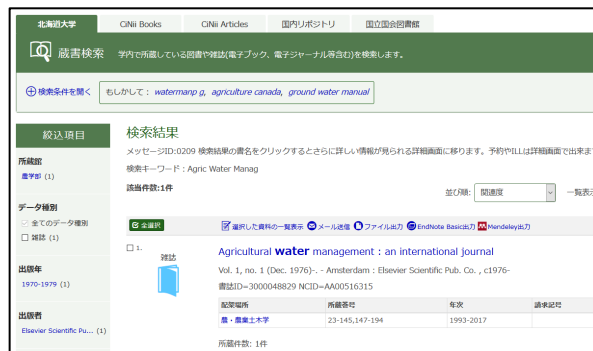 北海道大学 CiNii Books CiNii Articles 国内リポジトリ 国立国会図書館
蔵書検索 学内で所蔵している図書や雑誌(電子ブック、電子ジャーナル等含む)を検索します。
検索条件を開く もしかして： watermanp g, agriculture canada, ground water manual
絞込項目
所蔵館
農学部 (1)
データ種別
全てのデータ種別
雑誌 (1)
出版年
1970-1979 (1)
出版者
Elsevier Scientific Pu... (1)
検索結果
メッセージID:0209 検索結果の書名をクリックするとさらに詳しい情報が見られる詳細画面に移ります。予約やILLは詳細画面で出来ま
検索キーワード：Agric Water Manag
該当件数:1件
並び順: 関連度 一覧表示
全選択 選択した資料の一覧表示 メール送信 ファイル出力 EndNote Basic出力 Mendeley出力
1. 雑誌 Agricultural water management : an international journal
Vol. 1, no. 1 (Dec. 1976)-. - Amsterdam : Elsevier Scientific Pub. Co. , c1976-
書誌ID=3000048829 NCID=AA00516315
配架場所 所蔵巻号 年次 請求記号
農・農業土木学 23-145,147-194 1993-2017
所蔵件数: 1件